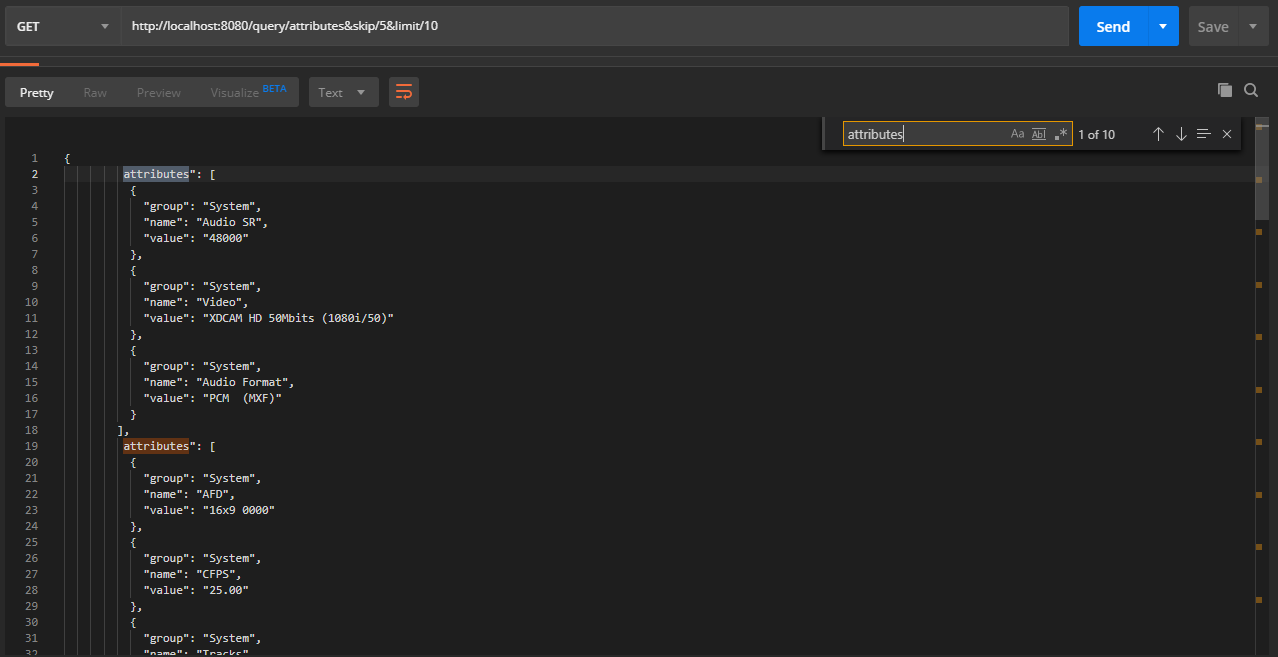 GET http://localhost:8080/query/attributes&skip/5&limit/10 Send Save
Pretty Raw Preview Visualize BETA Text
attributes Aa Abl .* 1 of 10
1 {
2 attributes": [
3 {
4 "group": "System",
5 "name": "Audio SR",
6 "value": "48000"
7 },
8 {
9 "group": "System",
10 "name": "Video",
11 "value": "XDCAM HD 50Mbits (1080i/50)"
12 },
13 {
14 "group": "System",
15 "name": "Audio Format",
16 "value": "PCM  (MXF)"
17 }
18 ],
19 attributes": [
20 {
21 "group": "System",
22 "name": "AFD",
23 "value": "16x9 0000"
24 },
25 {
26 "group": "System",
27 "name": "CFPS",
28 "value": "25.00"
29 },
30 {
31 "group": "System",
32 "name": "Tracks"